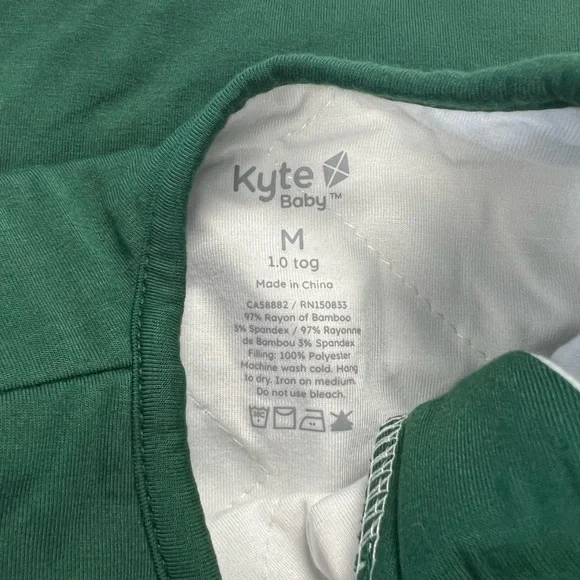 Kyte
Baby™
M
1.0 tog
Made in China
CA58882 / RN150833
97% Rayon of Bamboo
3% Spandex / 97% Rayonne
de Bambou 3% Spandex
Filling: 100% Polyester
Machine wash cold. Hang
to dry. Iron on medium.
Do not use bleach.